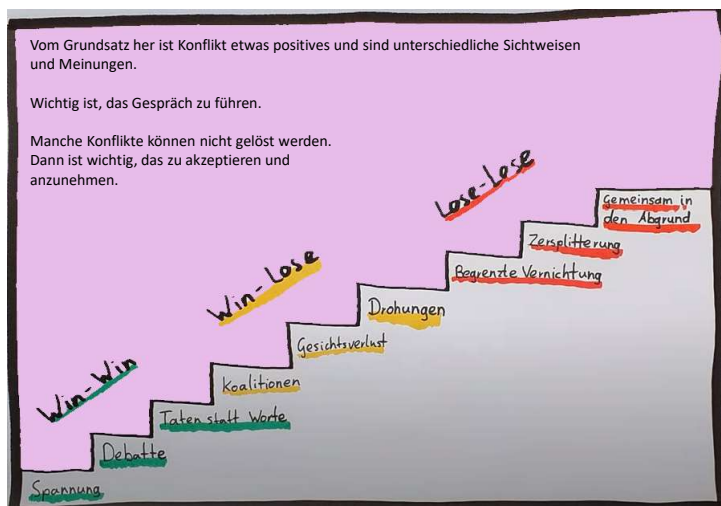 Vom Grundsatz her ist Konflikt etwas positives und sind unterschiedliche Sichtweisen
und Meinungen.
Wichtig ist, das Gespräch zu führen.
Manche Konflikte können nicht gelöst werden.
Dann ist wichtig, das zu akzeptieren und
anzunehmen.
Lose-Lose
Gemeinsam in
den Abgrund
Zersplitterung
Begrenzte Vernichtung
Win-Lose
Drohungen
Gesichtsverlust
Koalitionen
Win-Win
Taten statt Worte
Debatte
Spannung